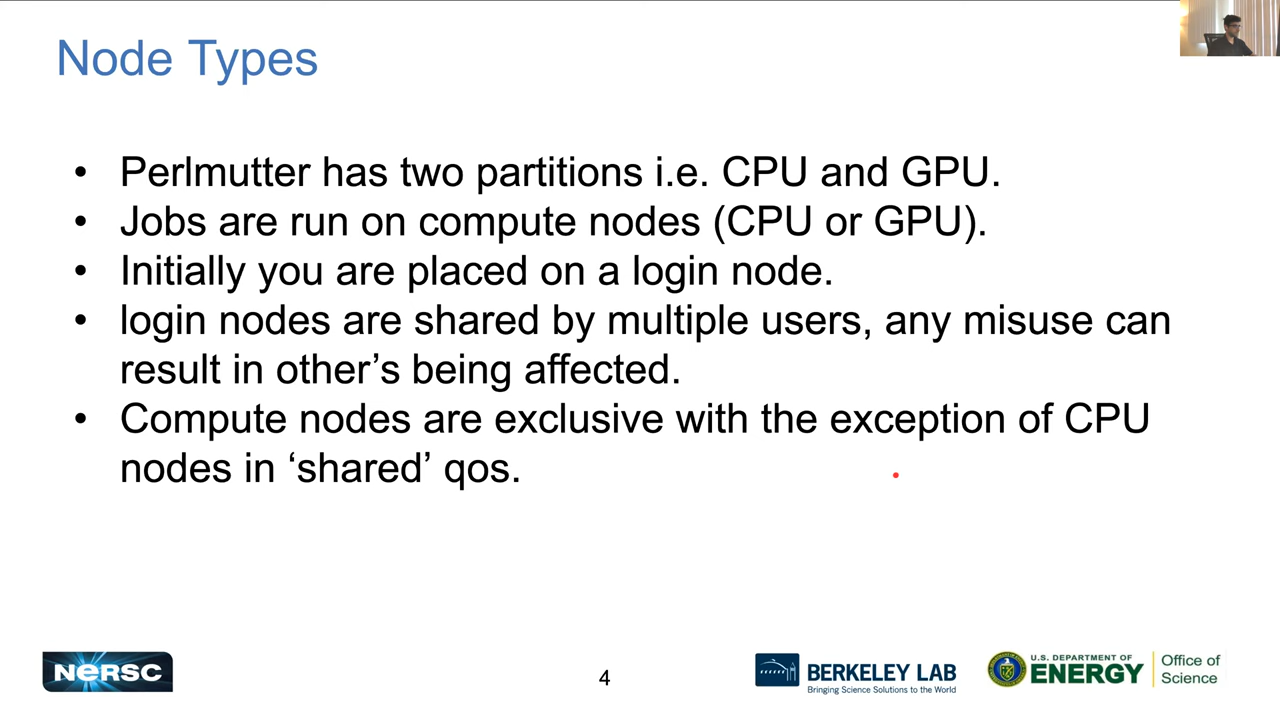 Node Types
• Perlmutter has two partitions i.e. CPU and GPU.
• Jobs are run on compute nodes (CPU or GPU).
• Initially you are placed on a login node.
• login nodes are shared by multiple users, any misuse can
result in other’s being affected.
• Compute nodes are exclusive with the exception of CPU
nodes in ‘shared’ qos.
NERSC
4
BERKELEY LAB
Bringing Science Solutions to the World
U.S. DEPARTMENT OF
ENERGY
Office of
Science